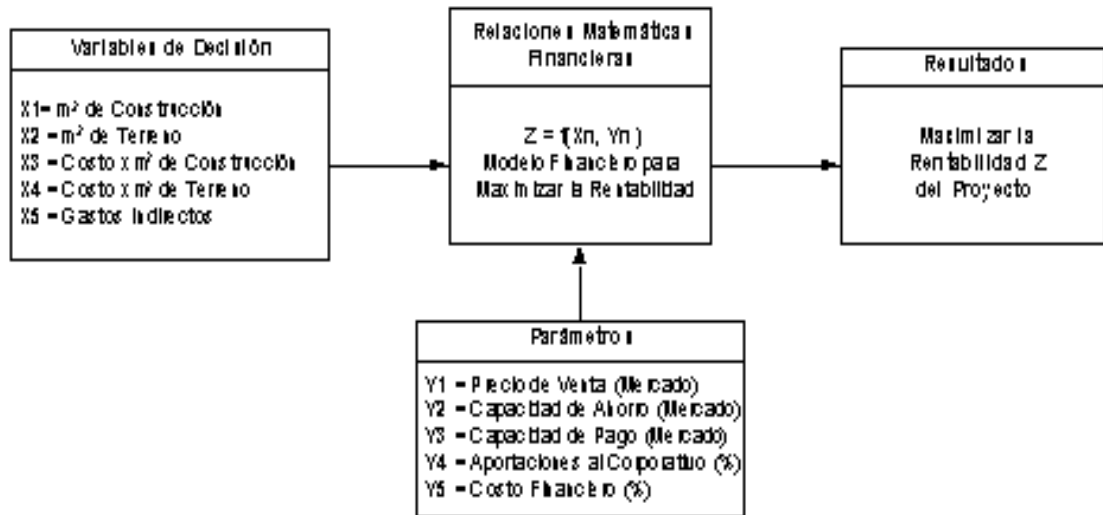 Variables de Decisión
X1= m² de Construcción
X2 = m² de Terreno
X3 = Costo x m² de Construcción
X4 = Costo x m² de Terreno
X5 = Gastos Indirectos
Relaciones Matemáticas
Financieras
Z = f(Xn, Yn)
Modelo Financiero para
Maximizar la Rentabilidad
Resultados
Maximizar la
Rentabilidad Z
del Proyecto
Parámetros
Y1 = Precio de Venta (Mercado)
Y2 = Capacidad de Ahorro (Mercado)
Y3 = Capacidad de Pago (Mercado)
Y4 = Aportaciones al Corporativo (%)
Y5 = Costo Financiero (%)